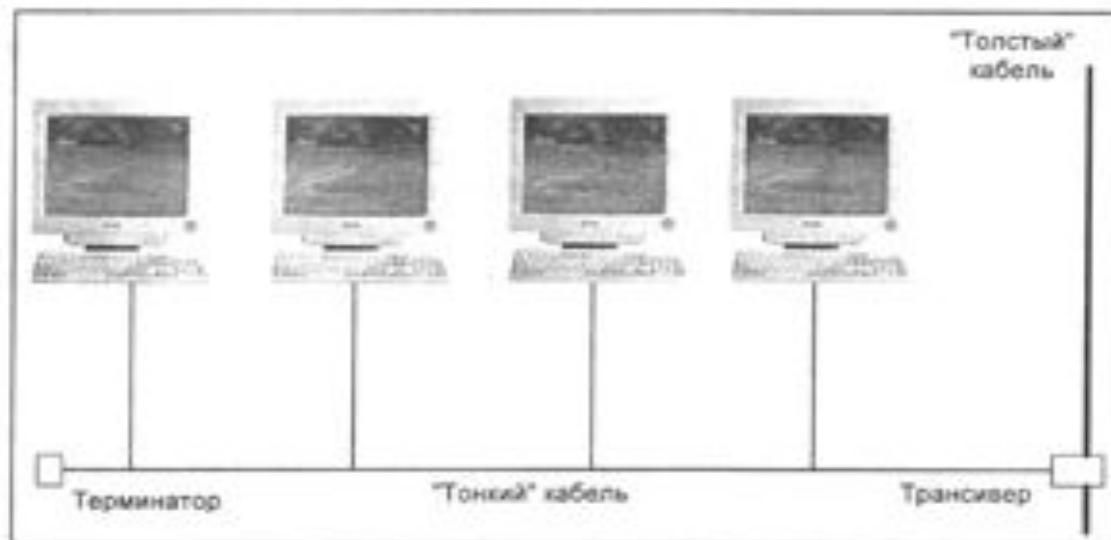 "Толстый"
кабель
Терминатор
"Тонкий" кабель
Трансивер